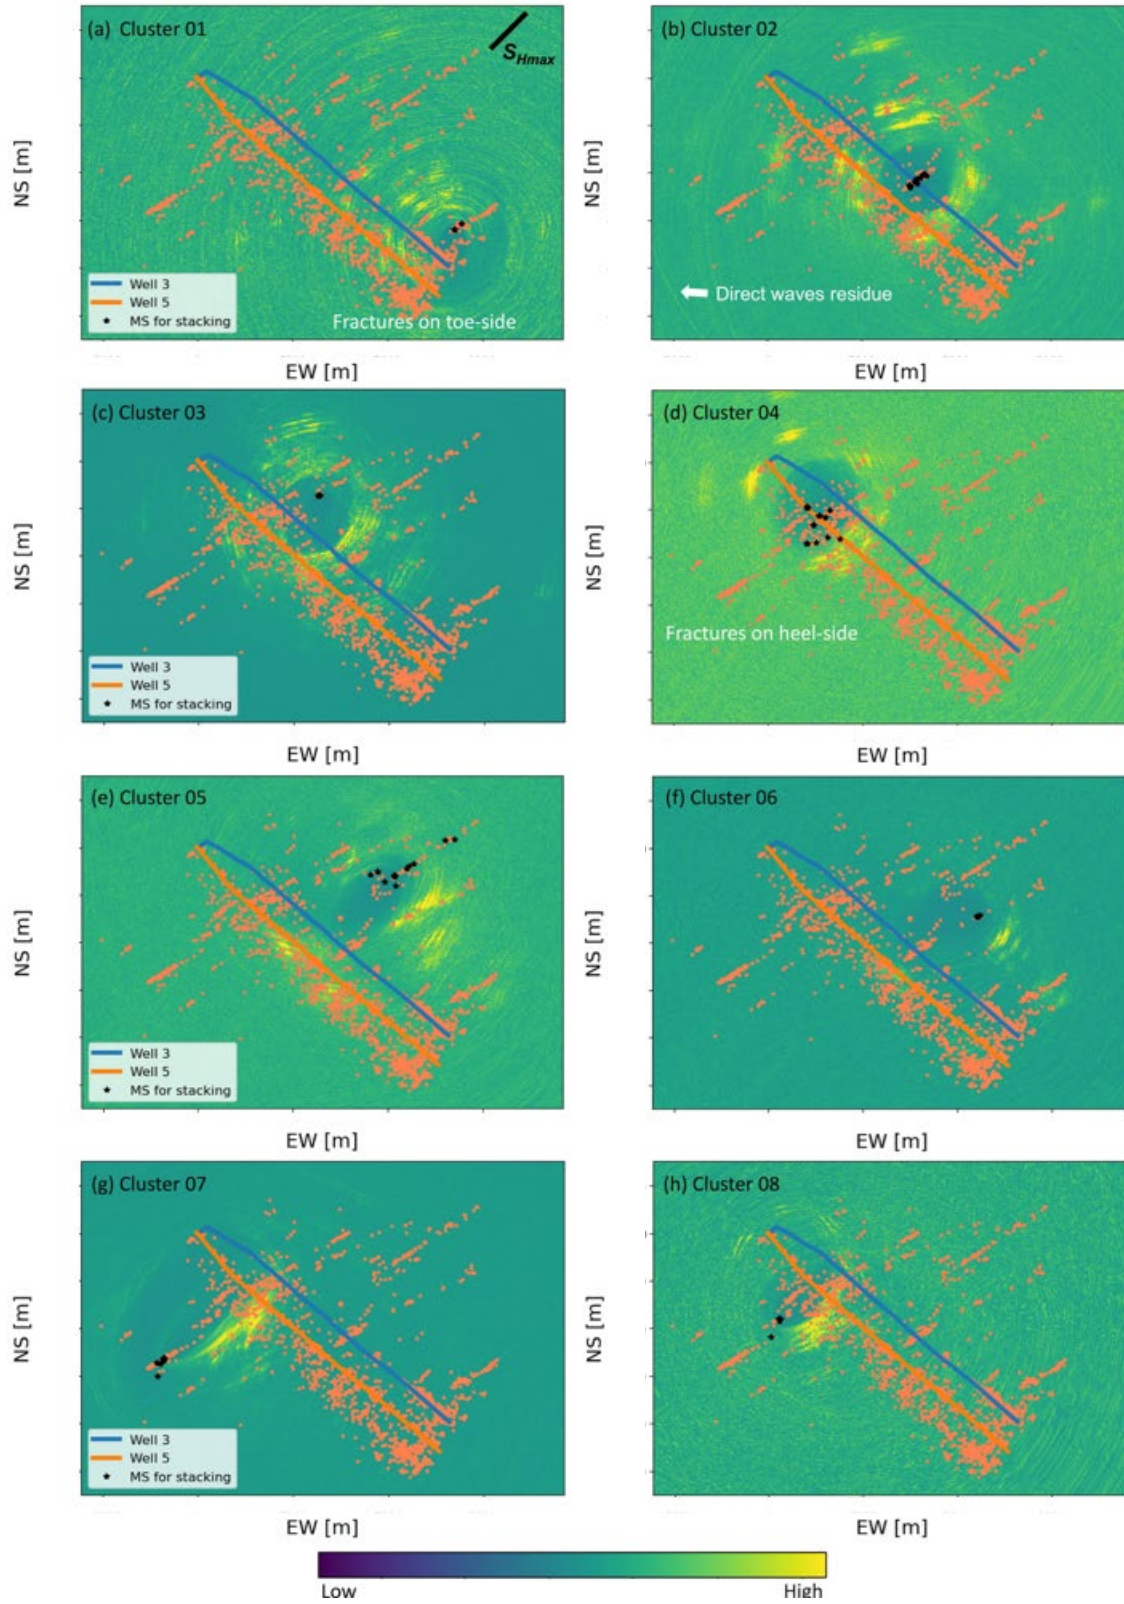 (a) Cluster 01
S_Hmax
NS [m]
Well 3
Well 5
MS for stacking
Fractures on toe-side
EW [m]
(b) Cluster 02
NS [m]
Direct waves residue
EW [m]
(c) Cluster 03
NS [m]
Well 3
Well 5
MS for stacking
EW [m]
(d) Cluster 04
NS [m]
Fractures on heel-side
EW [m]
(e) Cluster 05
NS [m]
Well 3
Well 5
MS for stacking
EW [m]
(f) Cluster 06
NS [m]
EW [m]
(g) Cluster 07
NS [m]
Well 3
Well 5
MS for stacking
EW [m]
(h) Cluster 08
NS [m]
EW [m]
Low
High